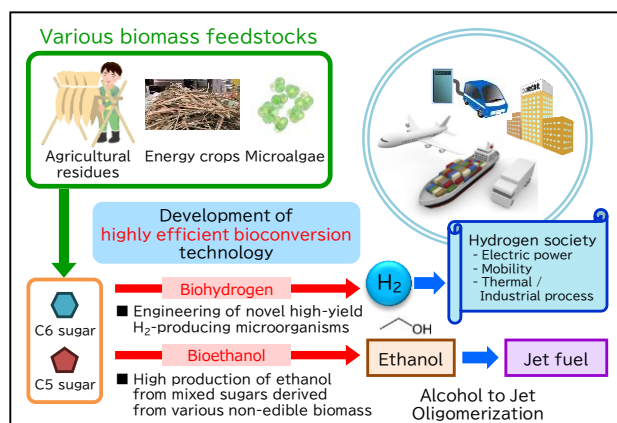 Various biomass feedstocks
Agricultural
residues
Energy crops
Microalgae
Development of
highly efficient bioconversion
technology
Hydrogen society
- Electric power
- Mobility
- Thermal /
Industrial process
C6 sugar
C5 sugar
Biohydrogen
H₂
■ Engineering of novel high-yield
H₂-producing microorganisms
OH
Bioethanol
Ethanol
Jet fuel
■ High production of ethanol
from mixed sugars derived
from various non-edible biomass
Alcohol to Jet
Oligomerization